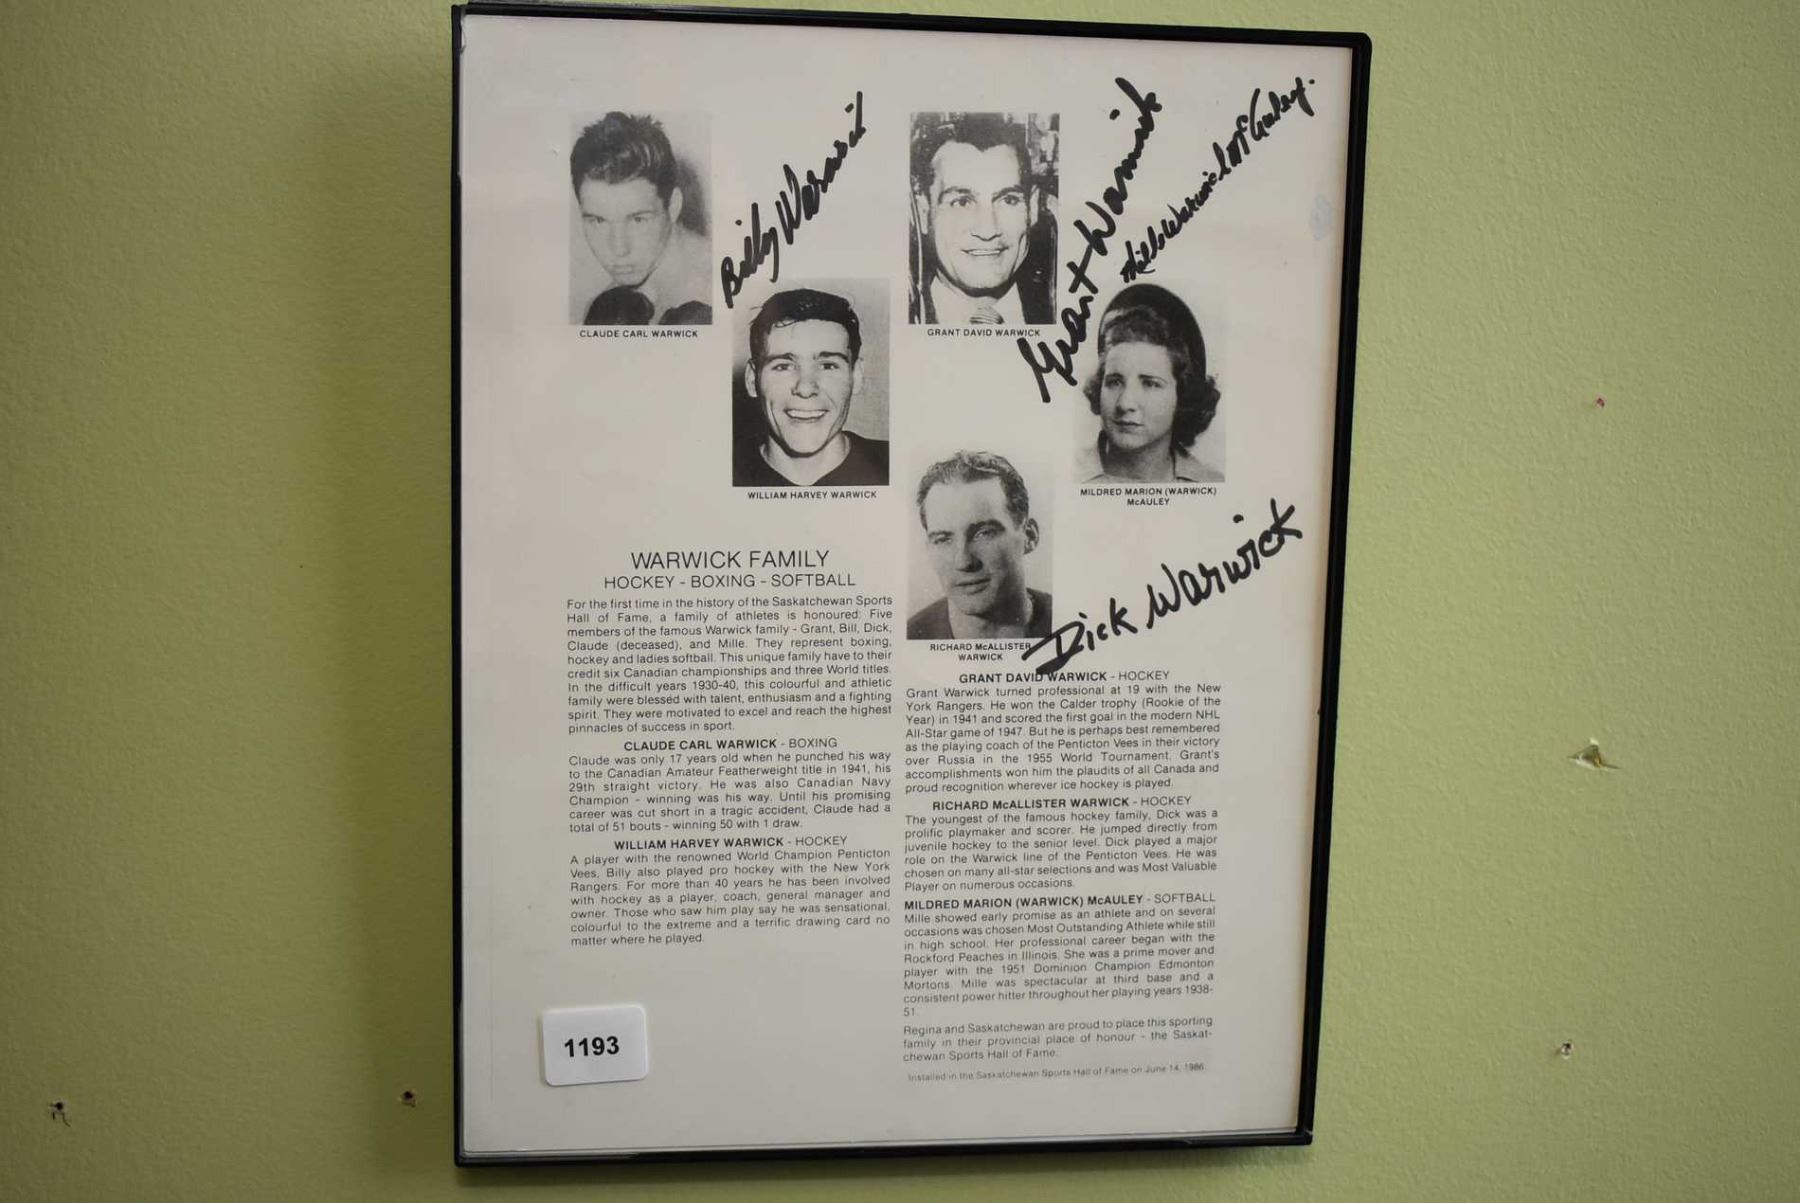 Billy Warwick
Grant Warwick
Mille Warwick McAuley.
CLAUDE CARL WARWICK
GRANT DAVID WARWICK
WILLIAM HARVEY WARWICK
MILDRED MARION (WARWICK)
McAULEY
Dick Warwick
RICHARD McALLISTER
WARWICK
WARWICK FAMILY
HOCKEY - BOXING - SOFTBALL
For the first time in the history of the Saskatchewan Sports
Hall of Fame, a family of athletes is honoured: Five
members of the famous Warwick family - Grant, Bill, Dick,
Claude (deceased), and Mille. They represent boxing,
hockey and ladies softball. This unique family have to their
credit six Canadian championships and three World titles.
In the difficult years 1930-40, this colourful and athletic
family were blessed with talent, enthusiasm and a fighting
spirit. They were motivated to excel and reach the highest
pinnacles of success in sport.
CLAUDE CARL WARWICK - BOXING
Claude was only 17 years old when he punched his way
to the Canadian Amateur Featherweight title in 1941, his
29th straight victory. He was also Canadian Navy
Champion - winning was his way. Until his promising
career was cut short in a tragic accident, Claude had a
total of 51 bouts - winning 50 with 1 draw.
WILLIAM HARVEY WARWICK - HOCKEY
A player with the renowned World Champion Penticton
Vees, Billy also played pro hockey with the New York
Rangers. For more than 40 years he has been involved
with hockey as a player, coach, general manager and
owner. Those who saw him play say he was sensational,
colourful to the extreme and a terrific drawing card no
matter where he played.
GRANT DAVID WARWICK - HOCKEY
Grant Warwick turned professional at 19 with the New
York Rangers. He won the Calder trophy (Rookie of the
Year) in 1941 and scored the first goal in the modern NHL
All-Star game of 1947. But he is perhaps best remembered
as the playing coach of the Penticton Vees in their victory
over Russia in the 1955 World Tournament. Grant's
accomplishments won him the plaudits of all Canada and
proud recognition wherever ice hockey is played.
RICHARD McALLISTER WARWICK - HOCKEY
The youngest of the famous hockey family, Dick was a
prolific playmaker and scorer. He jumped directly from
juvenile hockey to the senior level. Dick played a major
role on the Warwick line of the Penticton Vees. He was
chosen on many all-star selections and was Most Valuable
Player on numerous occasions.
MILDRED MARION (WARWICK) McAULEY - SOFTBALL
Mille showed early promise as an athlete and on several
occasions was chosen Most Outstanding Athlete while still
in high school. Her professional career began with the
Rockford Peaches in Illinois. She was a prime mover and
player with the 1951 Dominion Champion Edmonton
Mortons. Mille was spectacular at third base and a
consistent power hitter throughout her playing years 1938-
51.
Regina and Saskatchewan are proud to place this sporting
family in their provincial place of honour - the Saskat-
chewan Sports Hall of Fame.
Installed in the Saskatchewan Sports Hall of Fame on June 14, 1986
1193